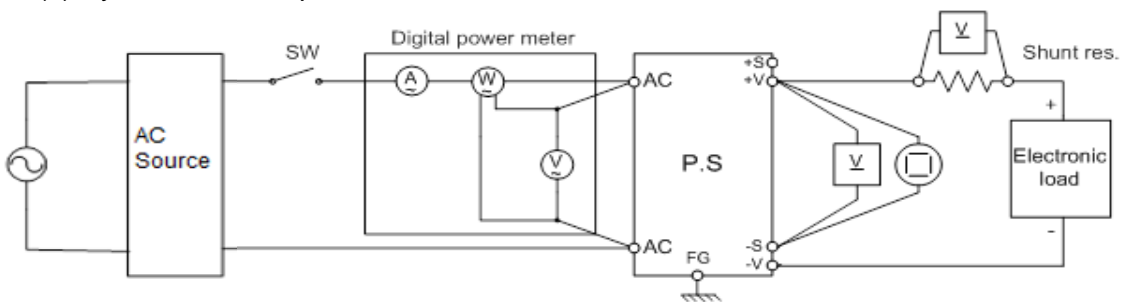 SW
Digital power meter
A
W
V
AC
Source
AC
AC
P.S
FG
+S
+V
-S
-V
V
V
Shunt res.
+
Electronic
load
-